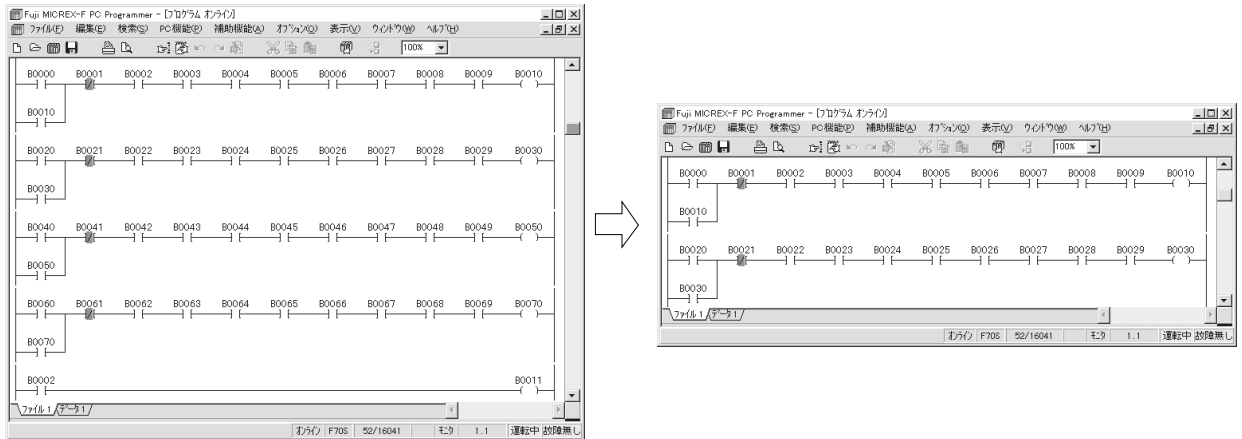 Fuji MICREX-F PC Programmer - [ﾌﾟﾛｸﾞﾗﾑ ｵﾝﾗｲﾝ]
ﾌｧｲﾙ(F) 編集(E) 検索(S) PC機能(P) 補助機能(A) ｵﾌﾟｼｮﾝ(O) 表示(V) ｳｨﾝﾄﾞｳ(W) ﾍﾙﾌﾟ(H)
100%
B0000 B0001 B0002 B0003 B0004 B0005 B0006 B0007 B0008 B0009 B0010
B0010
B0020 B0021 B0022 B0023 B0024 B0025 B0026 B0027 B0028 B0029 B0030
B0030
B0040 B0041 B0042 B0043 B0044 B0045 B0046 B0047 B0048 B0049 B0050
B0050
B0060 B0061 B0062 B0063 B0064 B0065 B0066 B0067 B0068 B0069 B0070
B0070
B0002 B0011
ﾌｧｲﾙ 1 ﾃﾞｰﾀ 1
ｵﾝﾗｲﾝ F70S 52/16041 ﾓﾆﾀ 1.1 運転中 故障無し
Fuji MICREX-F PC Programmer - [ﾌﾟﾛｸﾞﾗﾑ ｵﾝﾗｲﾝ]
ﾌｧｲﾙ(F) 編集(E) 検索(S) PC機能(P) 補助機能(A) ｵﾌﾟｼｮﾝ(O) 表示(V) ｳｨﾝﾄﾞｳ(W) ﾍﾙﾌﾟ(H)
100%
B0000 B0001 B0002 B0003 B0004 B0005 B0006 B0007 B0008 B0009 B0010
B0010
B0020 B0021 B0022 B0023 B0024 B0025 B0026 B0027 B0028 B0029 B0030
B0030
ﾌｧｲﾙ 1 ﾃﾞｰﾀ 1
ｵﾝﾗｲﾝ F70S 52/16041 ﾓﾆﾀ 1.1 運転中 故障無し